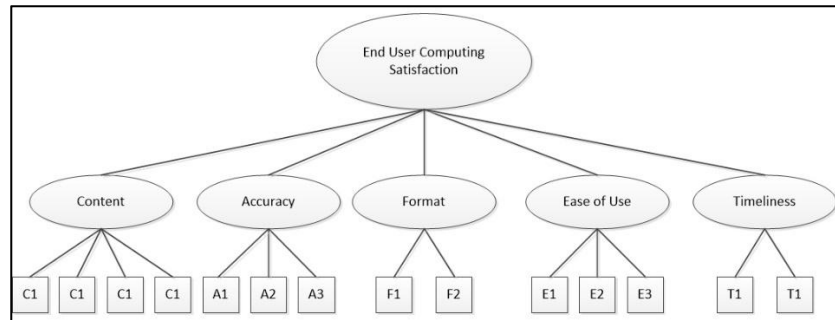 End User Computing
Satisfaction
Content
Accuracy
Format
Ease of Use
Timeliness
C1
C1
C1
C1
A1
A2
A3
F1
F2
E1
E2
E3
T1
T1